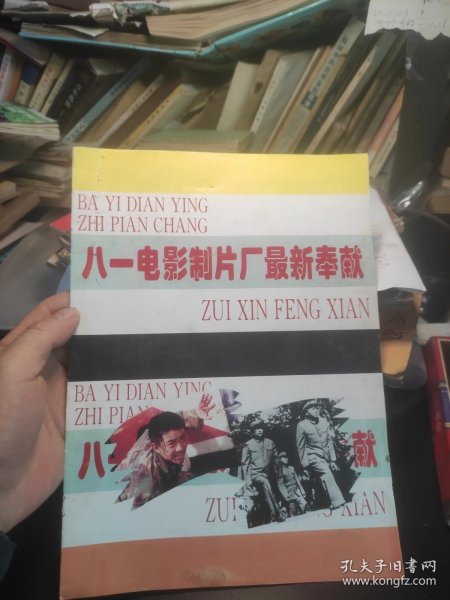 BA YI DIAN YING
ZHI PIAN CHANG
八一电影制片厂最新奉献
ZUI XIN FENG XIAN
BA YI DIAN YING
ZHI PIAN
八
献
ZUI
XIAN
孔夫子旧书网
www.kongfz.com